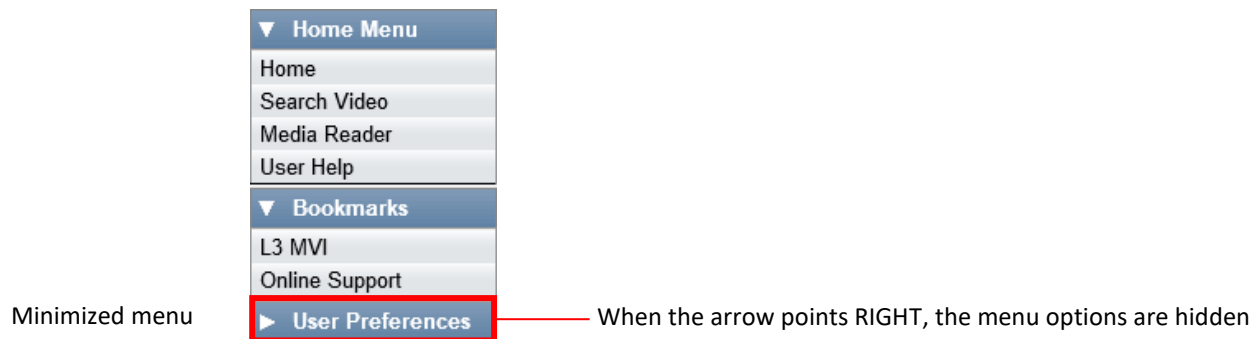 ▼ Home Menu
Home
Search Video
Media Reader
User Help
▼ Bookmarks
L3 MVI
Online Support
Minimized menu
► User Preferences
When the arrow points RIGHT, the menu options are hidden